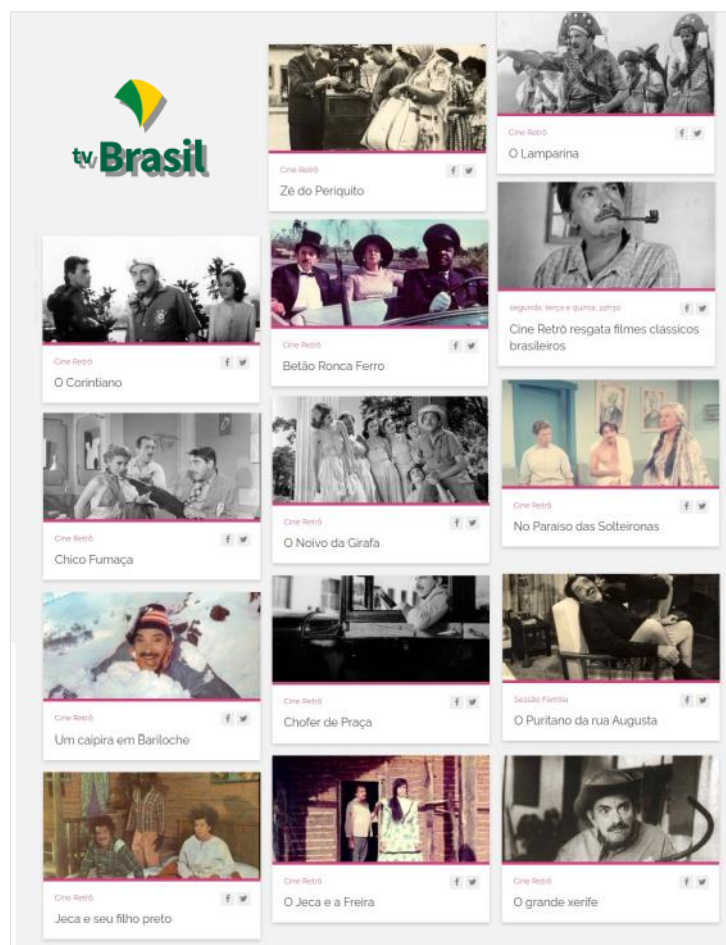 tv Brasil
Cine Retrô
O Corintiano
Cine Retrô
Chico Fumaça
Cine Retrô
Um caipira em Bariloche
Cine Retrô
Jeca e seu filho preto
Cine Retrô
Zé do Periquito
Cine Retrô
Betão Ronca Ferro
Cine Retrô
O Noivo da Girafa
Cine Retrô
Chofer de Praça
Cine Retrô
O Jeca e a Freira
Cine Retrô
O Lamparina
segunda, terça e quinta, 22h30
Cine Retrô resgata filmes clássicos
brasileiros
Cine Retrô
No Paraíso das Solteironas
Sessão Família
O Puritano da rua Augusta
Cine Retrô
O grande xerife